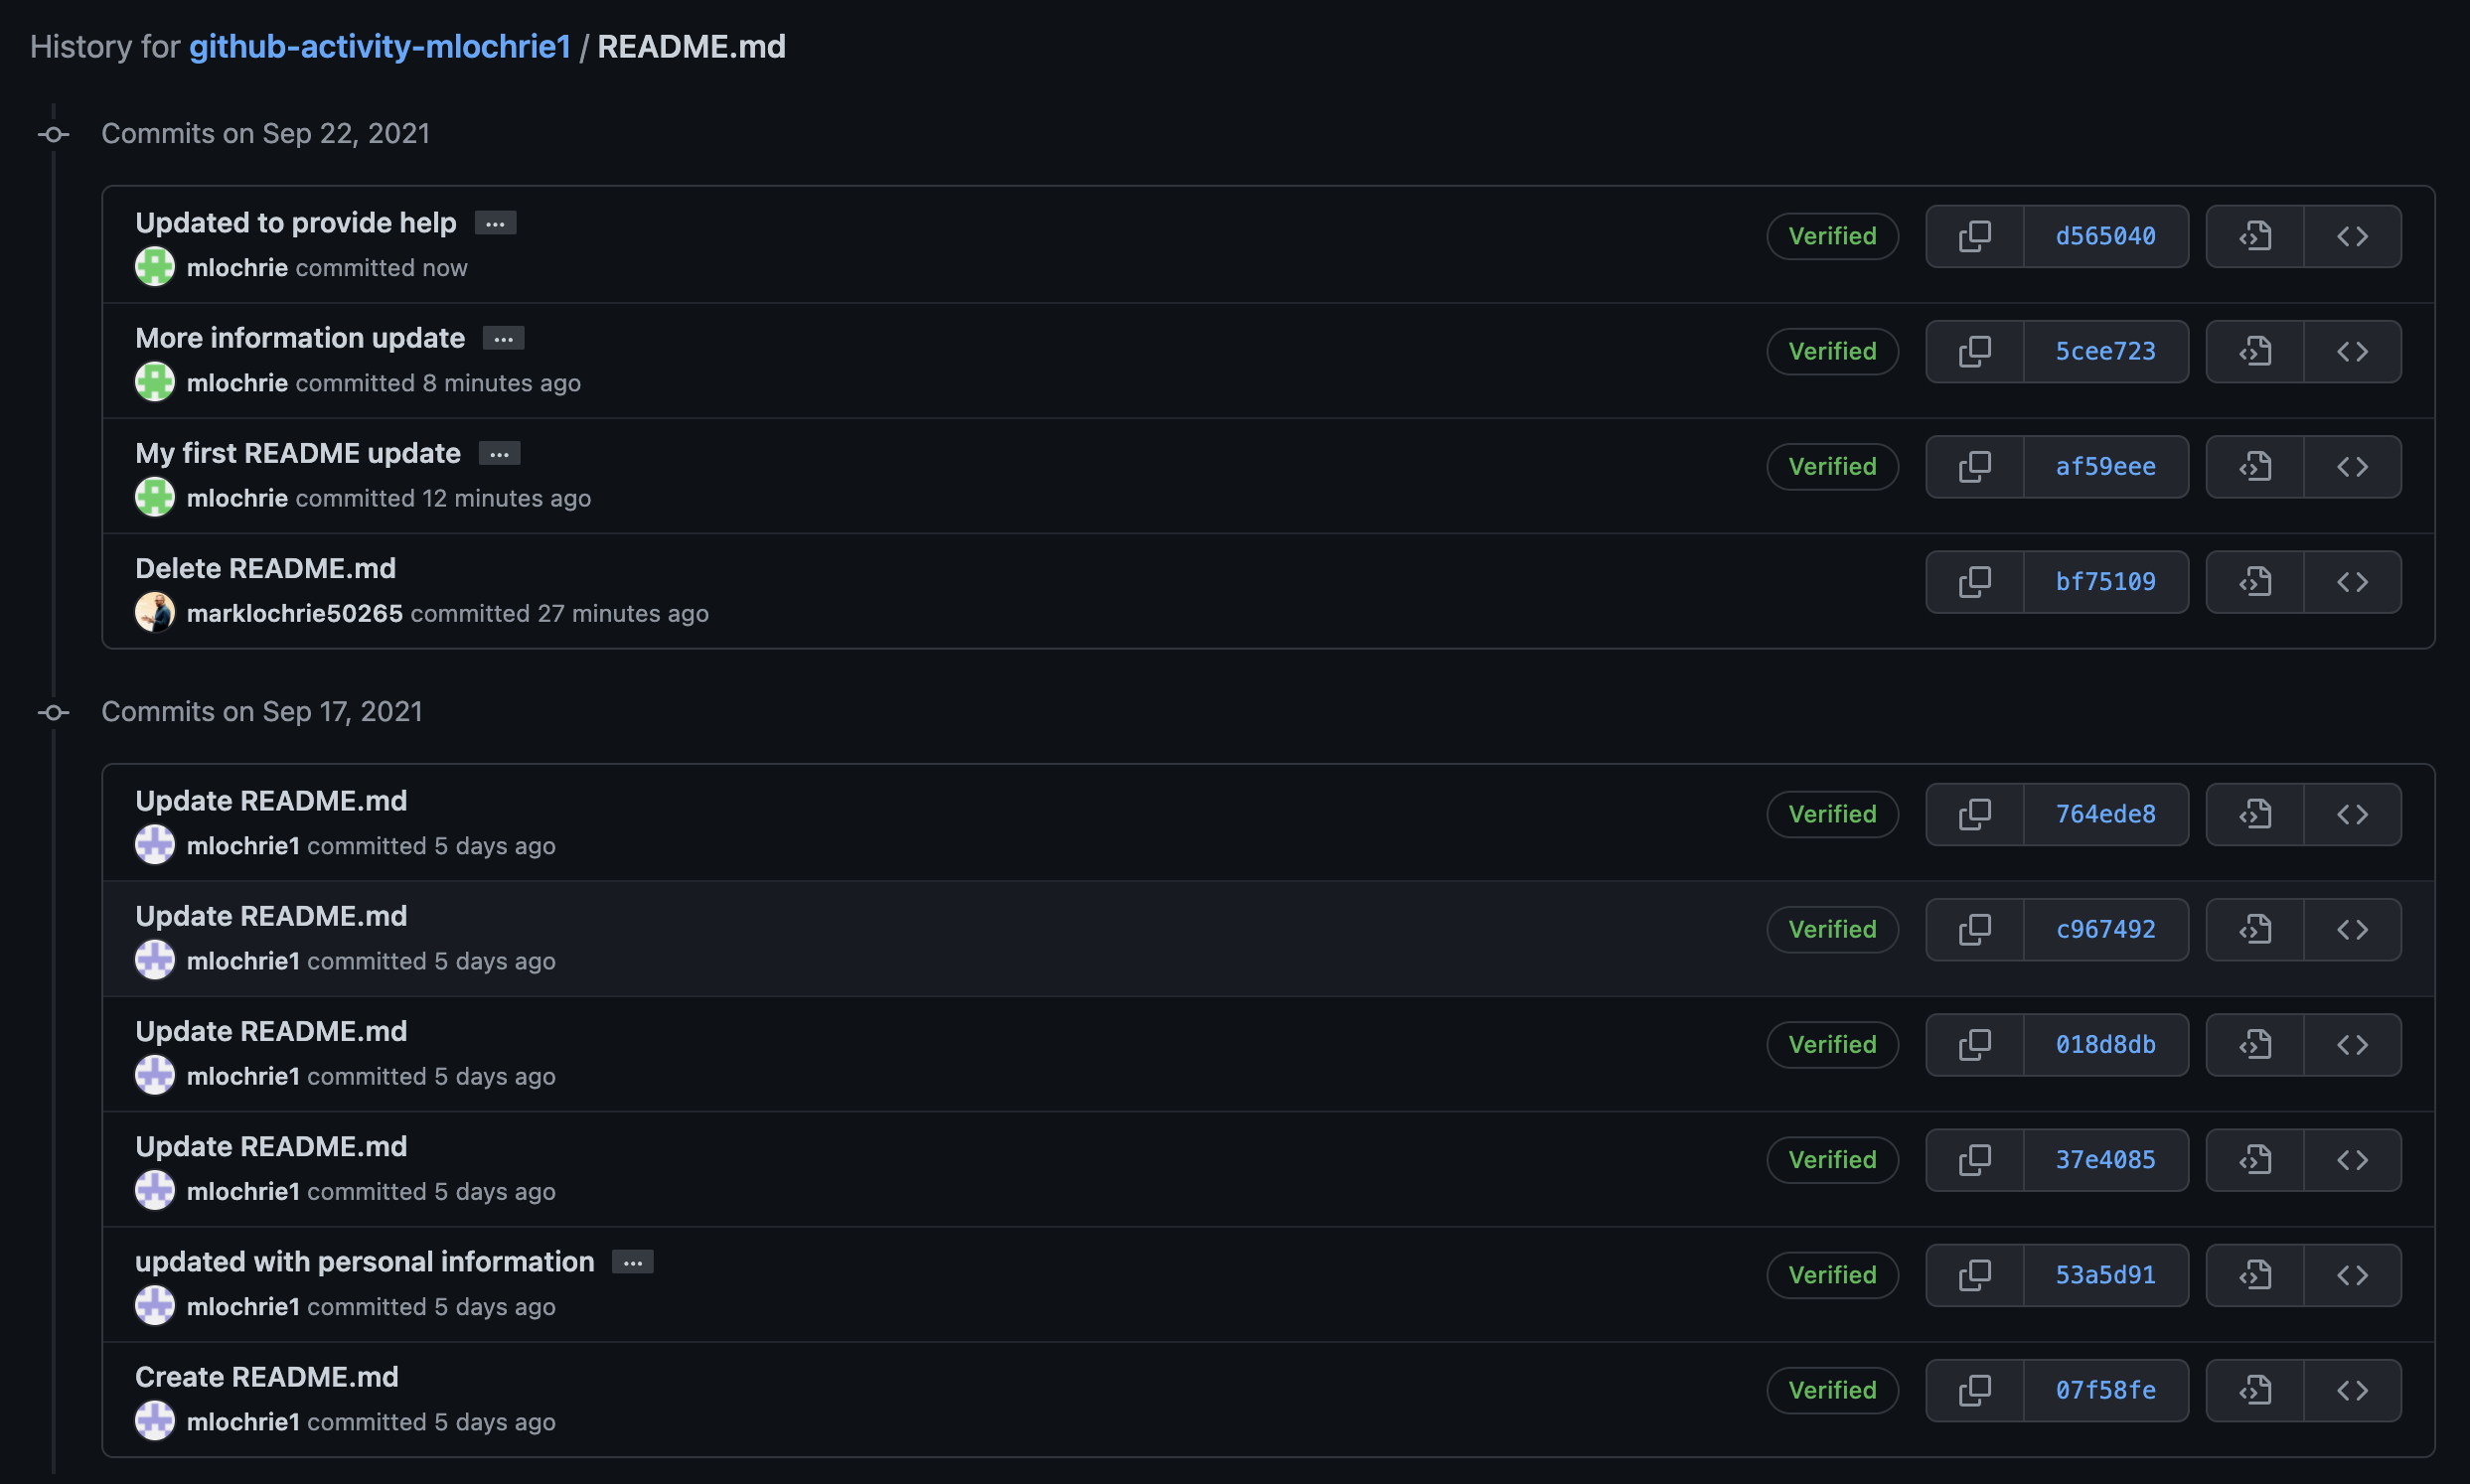 History for github-activity-mlochrie1 / README.md
Commits on Sep 22, 2021
Updated to provide help ...
Verified d565040
mlochrie committed now
More information update ...
Verified 5cee723
mlochrie committed 8 minutes ago
My first README update ...
Verified af59eee
mlochrie committed 12 minutes ago
Delete README.md
bf75109
marklochrie50265 committed 27 minutes ago
Commits on Sep 17, 2021
Update README.md
Verified 764ede8
mlochrie1 committed 5 days ago
Update README.md
Verified c967492
mlochrie1 committed 5 days ago
Update README.md
Verified 018d8db
mlochrie1 committed 5 days ago
Update README.md
Verified 37e4085
mlochrie1 committed 5 days ago
updated with personal information ...
Verified 53a5d91
mlochrie1 committed 5 days ago
Create README.md
Verified 07f58fe
mlochrie1 committed 5 days ago